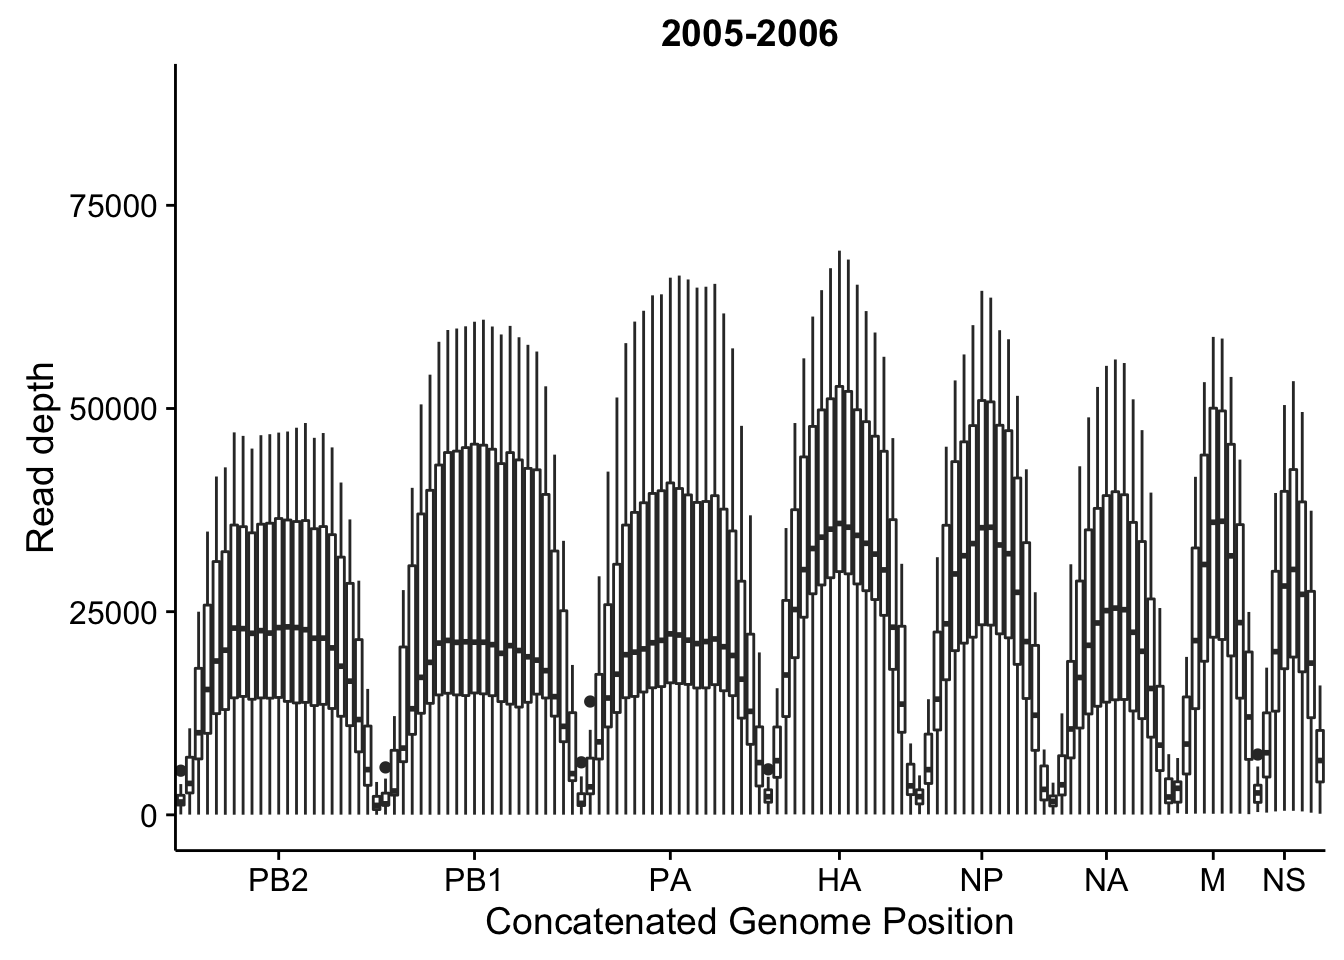 2005-2006
Read depth
75000
50000
25000
0
PB2 PB1 PA HA NP NA M NS
Concatenated Genome Position